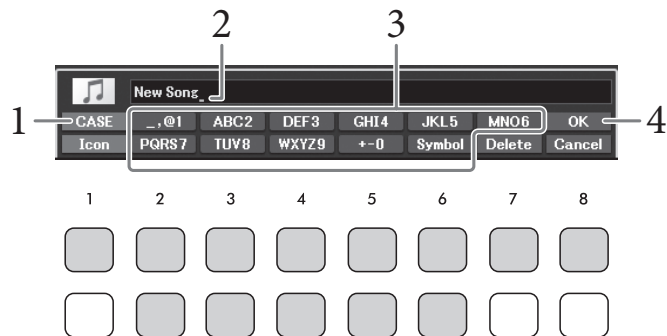 2
3
New Song_
1
CASE _,@1 ABC2 DEF3 GHI4 JKL5 MNO6 OK
4
Icon PQRS7 TUV8 WXYZ9 +-0 Symbol Delete Cancel
1 2 3 4 5 6 7 8